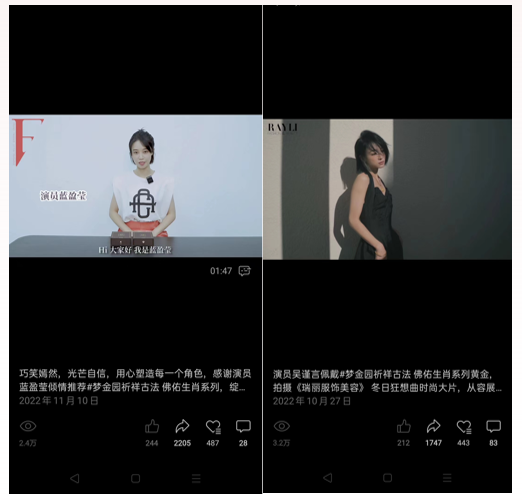 F
演员蓝盈莹
Hi 大家好 我是蓝盈莹
01:47
巧笑嫣然，光芒自信，用心塑造每一个角色，感谢演员
蓝盈莹倾情推荐#梦金园祈祥古法 佛佑生肖系列，绽...
2022年11月10日
2.4万
244
2205
487
28
RAYLI
演员吴谨言佩戴#梦金园祈祥古法 佛佑生肖系列黄金，
拍摄《瑞丽服饰美容》 冬日狂想曲时尚大片，从容展...
2022年10月27日
3.2万
212
1747
443
83